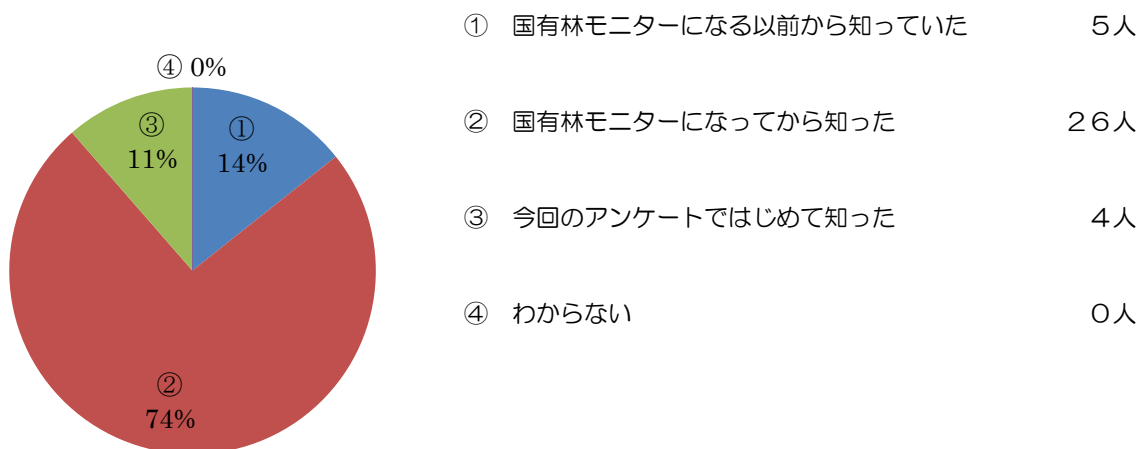 ① 国有林モニターになる以前から知っていた ５人
② 国有林モニターになってから知った ２６人
③ 今回のアンケートではじめて知った ４人
④ わからない ０人
④ 0%
③
11%
①
14%
②
74%